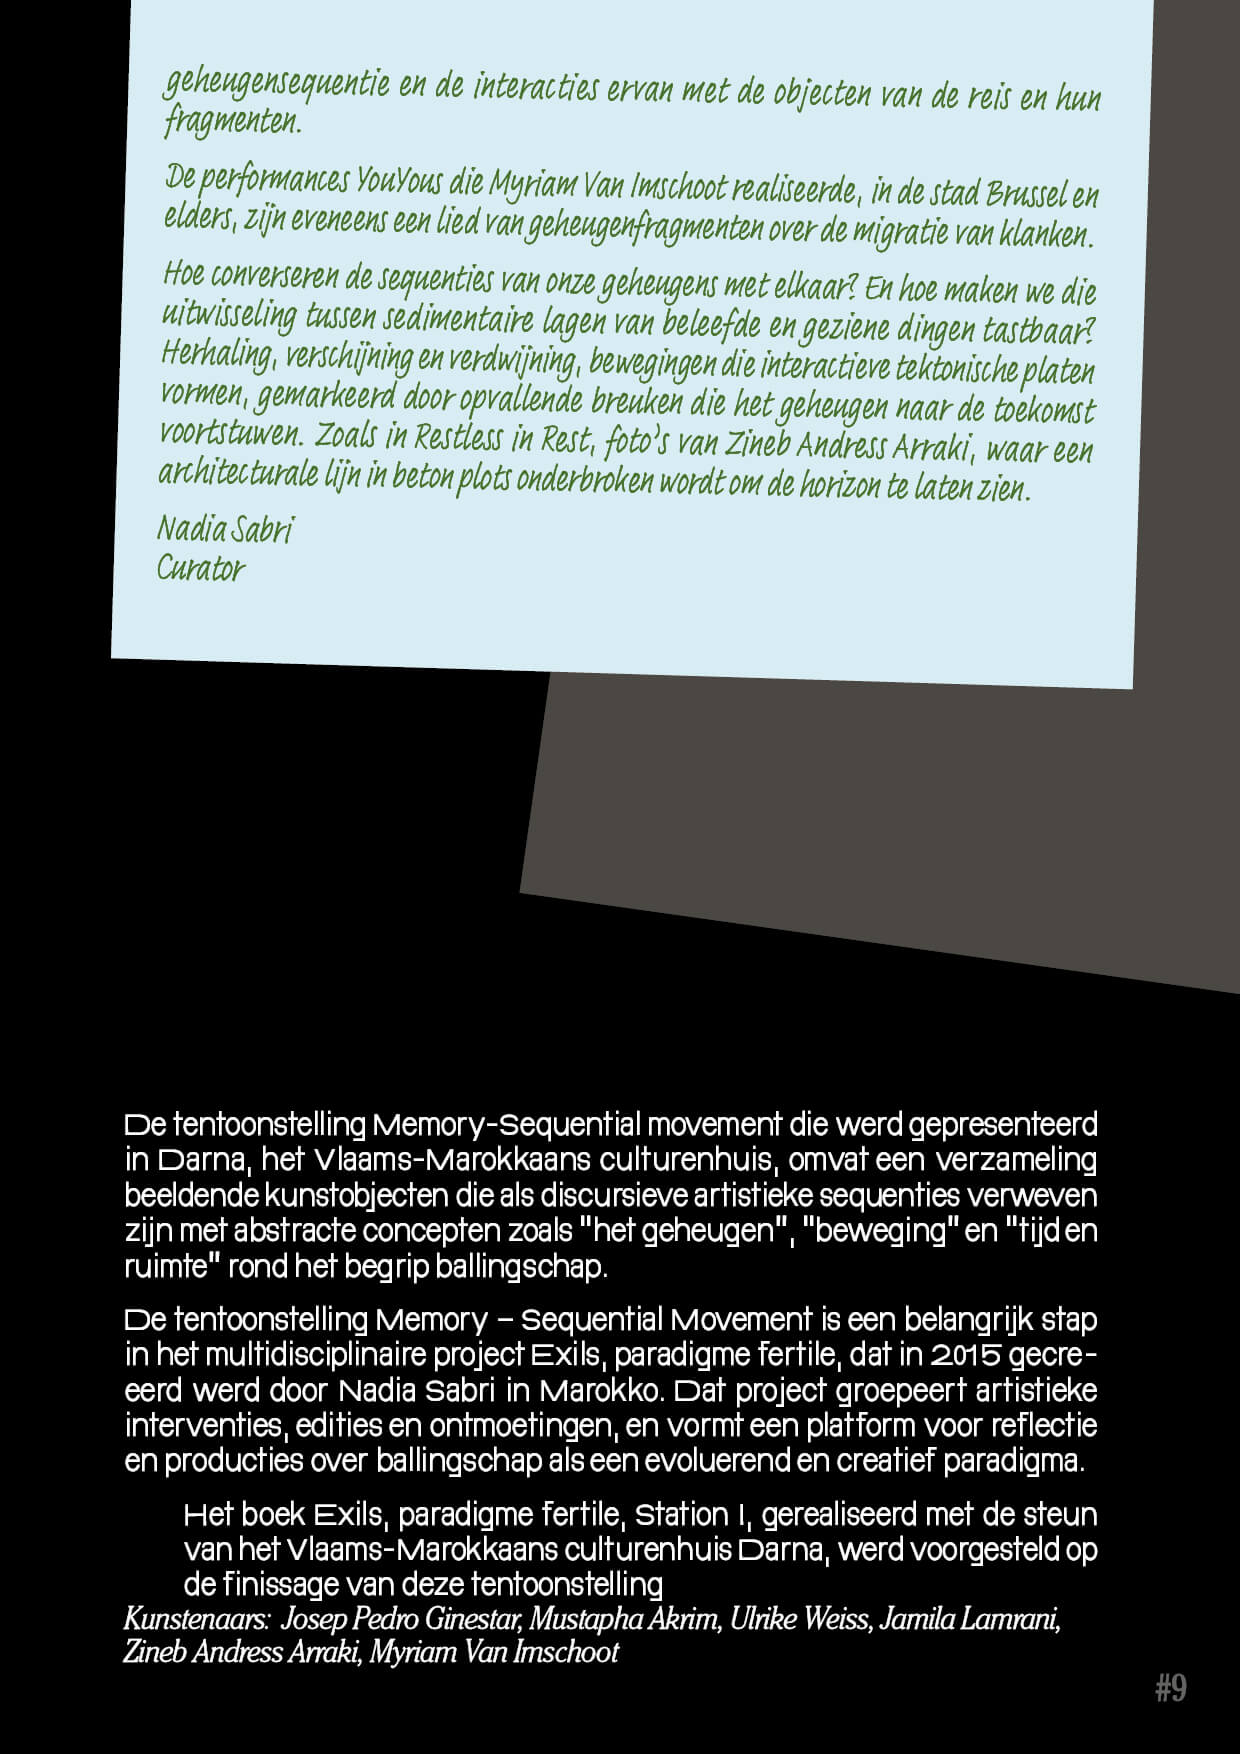 geheugensequentie en de interacties ervan met de objecten van de reis en hun
fragmenten.
De performances YouYous die Myriam Van Imschoot realiseerde, in de stad Brussel en
elders, zijn eveneens een lied van geheugenfragmenten over de migratie van klanken.
Hoe converseren de sequenties van onze geheugens met elkaar? En hoe maken we die
uitwisseling tussen sedimentaire lagen van beleefde en geziene dingen tastbaar?
Herhaling, verschijning en verdwijning, bewegingen die interactieve tektonische platen
vormen, gemarkeerd door opvallende breuken die het geheugen naar de toekomst
voortstuwen. Zoals in Restless in Rest, foto's van Zineb Andress Arraki, waar een
architecturale lijn in beton plots onderbroken wordt om de horizon te laten zien.
Nadia Sabri
Curator
De tentoonstelling Memory-Sequential movement die werd gepresenteerd
in Darna, het Vlaams-Marokkaans culturenhuis, omvat een verzameling
beeldende kunstobjecten die als discursieve artistieke sequenties verweven
zijn met abstracte concepten zoals "het geheugen", "beweging" en "tijd en
ruimte" rond het begrip ballingschap.
De tentoonstelling Memory – Sequential Movement is een belangrijk stap
in het multidisciplinaire project Exils, paradigme fertile, dat in 2015 gecre-
eerd werd door Nadia Sabri in Marokko. Dat project groepeert artistieke
interventies, edities en ontmoetingen, en vormt een platform voor reflectie
en producties over ballingschap als een evoluerend en creatief paradigma.
Het boek Exils, paradigme fertile, Station I, gerealiseerd met de steun
van het Vlaams-Marokkaans culturenhuis Darna, werd voorgesteld op
de finissage van deze tentoonstelling
Kunstenaars: Josep Pedro Ginestar, Mustapha Akrim, Ulrike Weiss, Jamila Lamrani,
Zineb Andress Arraki, Myriam Van Imschoot
#9